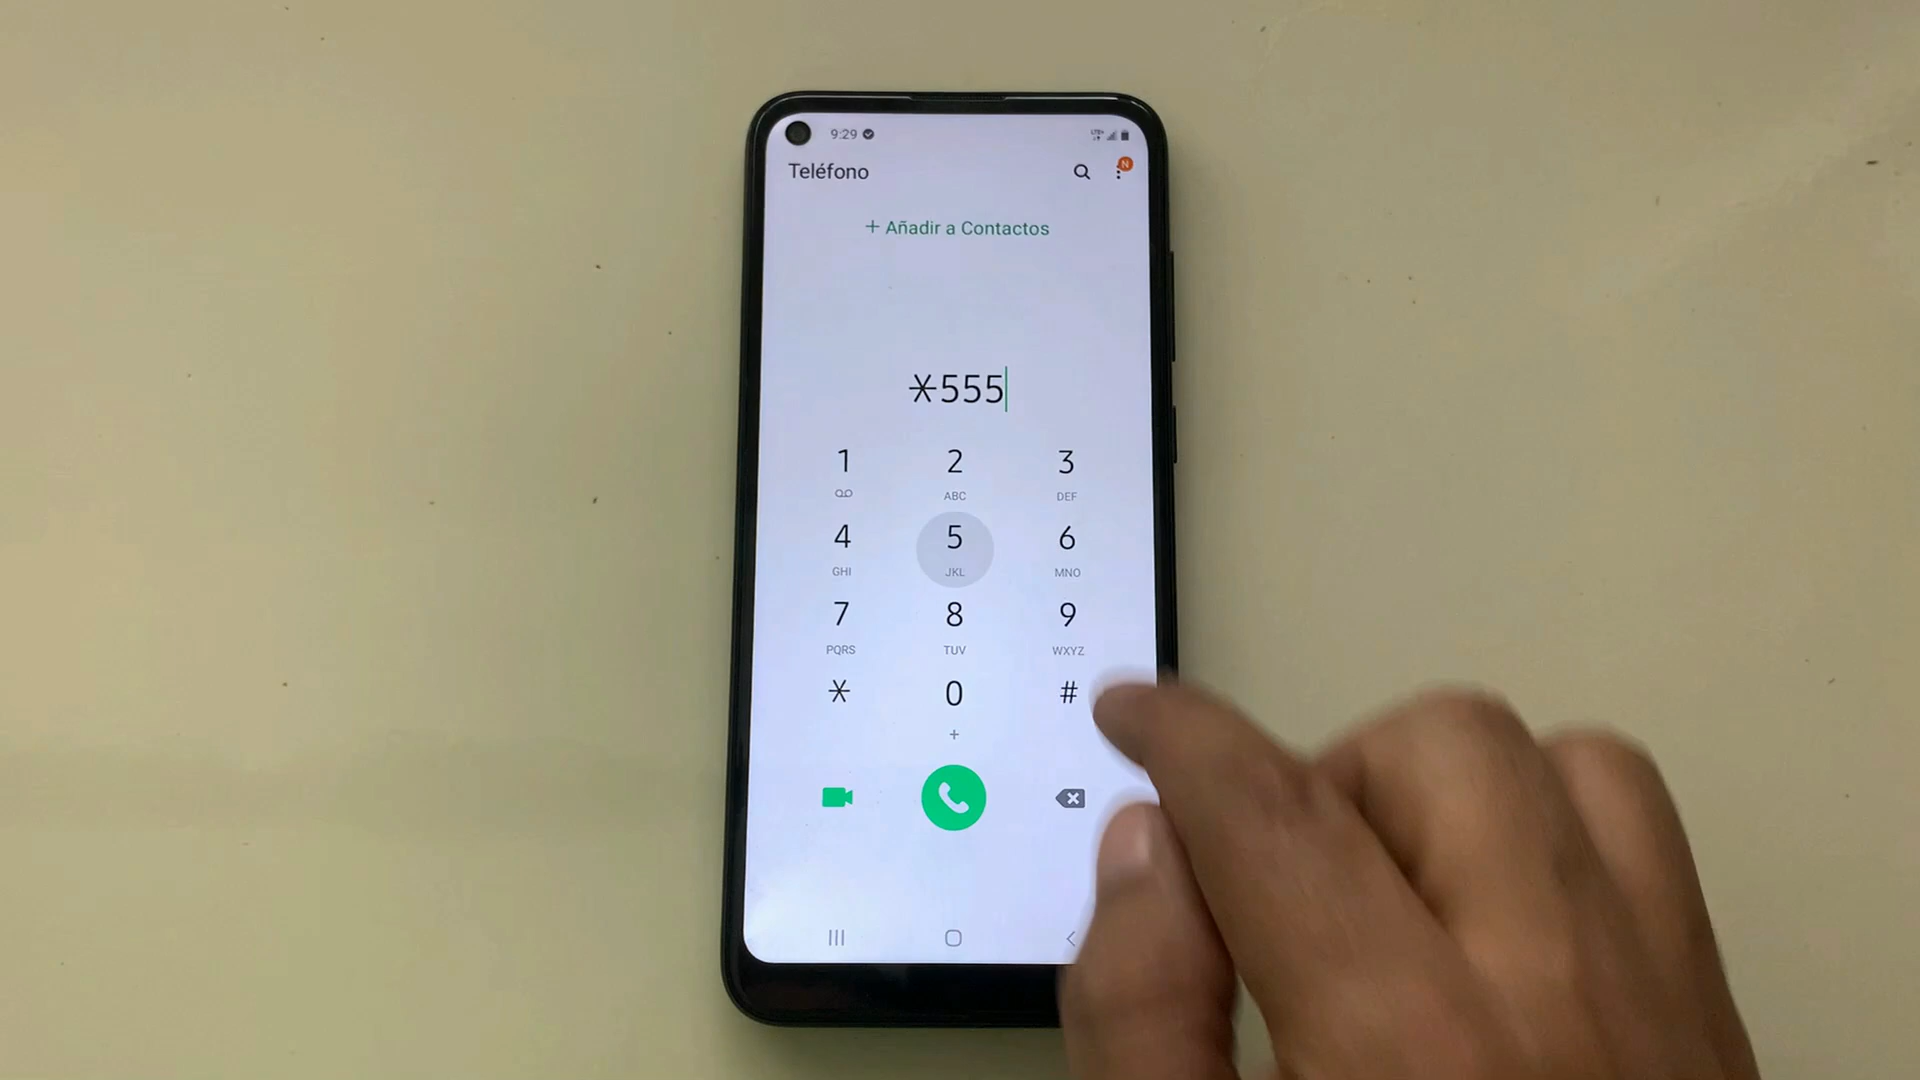 9:29
LTE+
Teléfono
N
+ Añadir a Contactos
*555
1 2 3
ABC DEF
4 5 6
GHI JKL MNO
7 8 9
PQRS TUV WXYZ
* 0 #
+